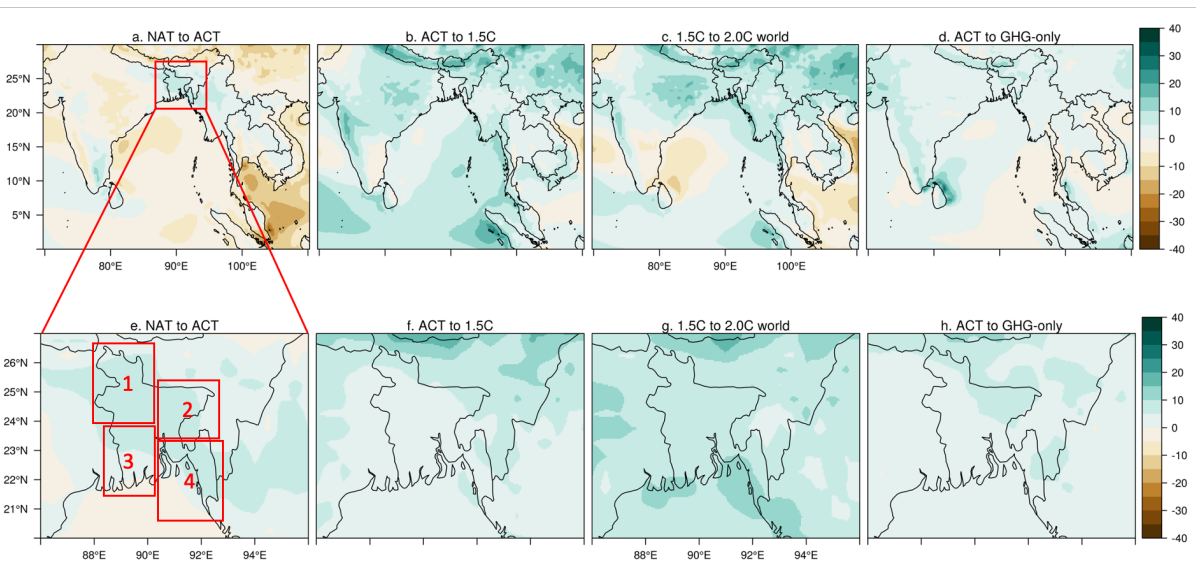 a. NAT to ACT
b. ACT to 1.5C
c. 1.5C to 2.0C world
d. ACT to GHG-only
25°N
20°N
15°N
10°N
5°N
80°E 90°E 100°E
80°E 90°E 100°E
40
30
20
10
0
-10
-20
-30
-40
e. NAT to ACT
f. ACT to 1.5C
g. 1.5C to 2.0C world
h. ACT to GHG-only
26°N
25°N
24°N
23°N
22°N
21°N
1
2
3
4
88°E 90°E 92°E 94°E
88°E 90°E 92°E 94°E
40
30
20
10
0
-10
-20
-30
-40